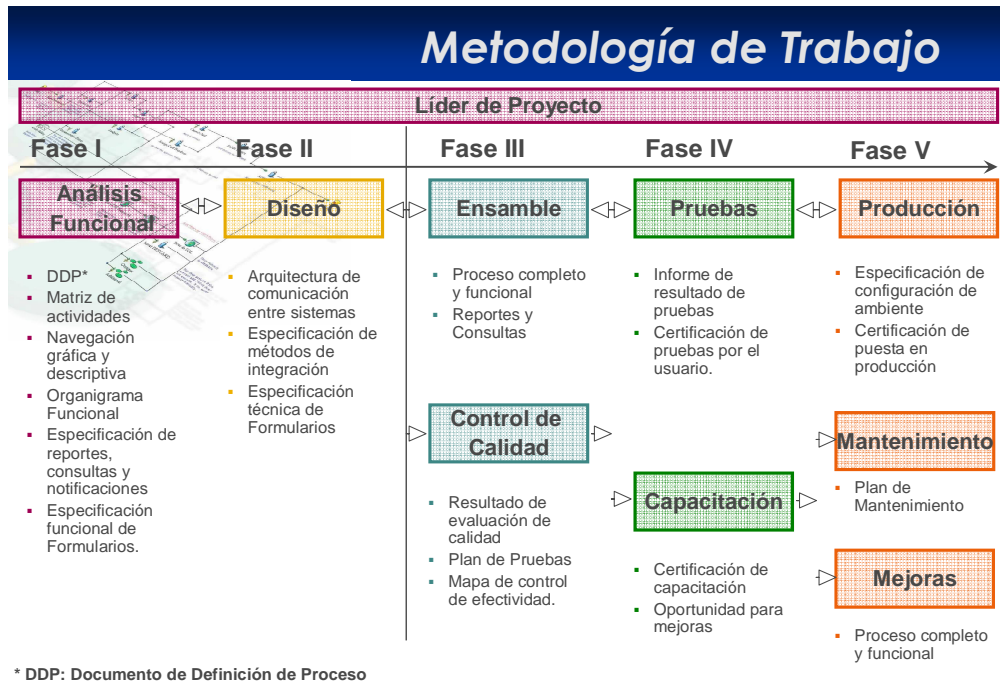 Metodología de Trabajo
Líder de Proyecto
Fase I
Fase II
Fase III
Fase IV
Fase V
Análisis
Funcional
Diseño
Ensamble
Pruebas
Producción
DDP*
Matriz de
actividades
Navegación
gráfica y
descriptiva
Organigrama
Funcional
Especificación de
reportes,
consultas y
notificaciones
Especificación
funcional de
Formularios.
Arquitectura de
comunicación
entre sistemas
Especificación de
métodos de
integración
Especificación
técnica de
Formularios
Proceso completo
y funcional
Reportes y
Consultas
Informe de
resultado de
pruebas
Certificación de
pruebas por el
usuario.
Especificación de
configuración de
ambiente
Certificación de
puesta en
producción
Control de
Calidad
Resultado de
evaluación de
calidad
Plan de Pruebas
Mapa de control
de efectividad.
Capacitación
Certificación de
capacitación
Oportunidad para
mejoras
Mantenimiento
Plan de
Mantenimiento
Mejoras
Proceso completo
y funcional
* DDP: Documento de Definición de Proceso